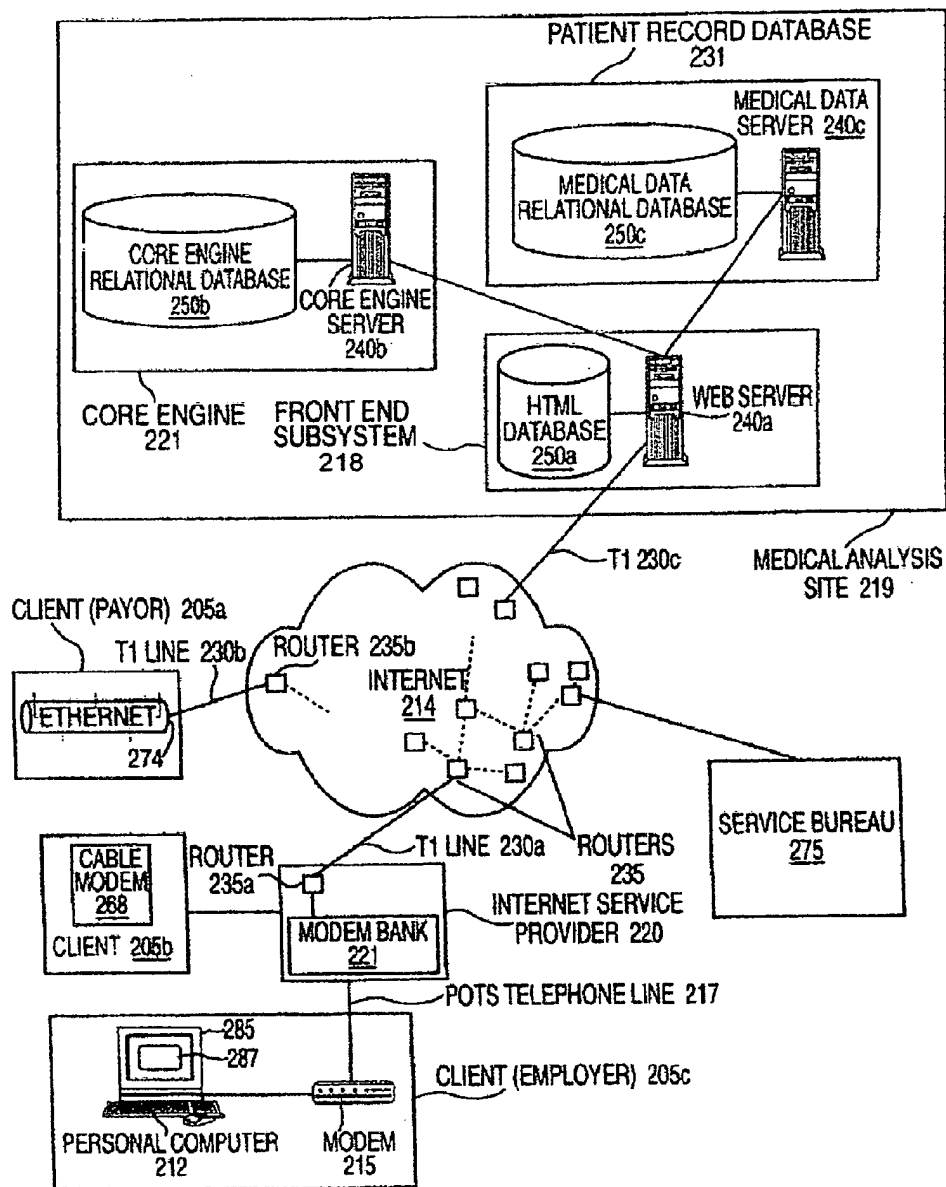 PATIENT RECORD DATABASE
231
MEDICAL DATA
SERVER 240c
MEDICAL DATA
RELATIONAL DATABASE
250c
CORE ENGINE
RELATIONAL DATABASE
250b
CORE ENGINE
SERVER
240b
CORE ENGINE
221
FRONT END
SUBSYSTEM
218
HTML
DATABASE
250a
WEB SERVER
240a
T1 230c
MEDICAL ANALYSIS
SITE 219
CLIENT (PAYOR) 205a
T1 LINE 230b
ROUTER 235b
ETHERNET
274
INTERNET
214
SERVICE BUREAU
275
ROUTERS
235
T1 LINE 230a
ROUTER
235a
CABLE
MODEM
268
CLIENT 205b
MODEM BANK
221
INTERNET SERVICE
PROVIDER 220
POTS TELEPHONE LINE 217
285
287
PERSONAL COMPUTER
212
MODEM
215
CLIENT (EMPLOYER) 205c